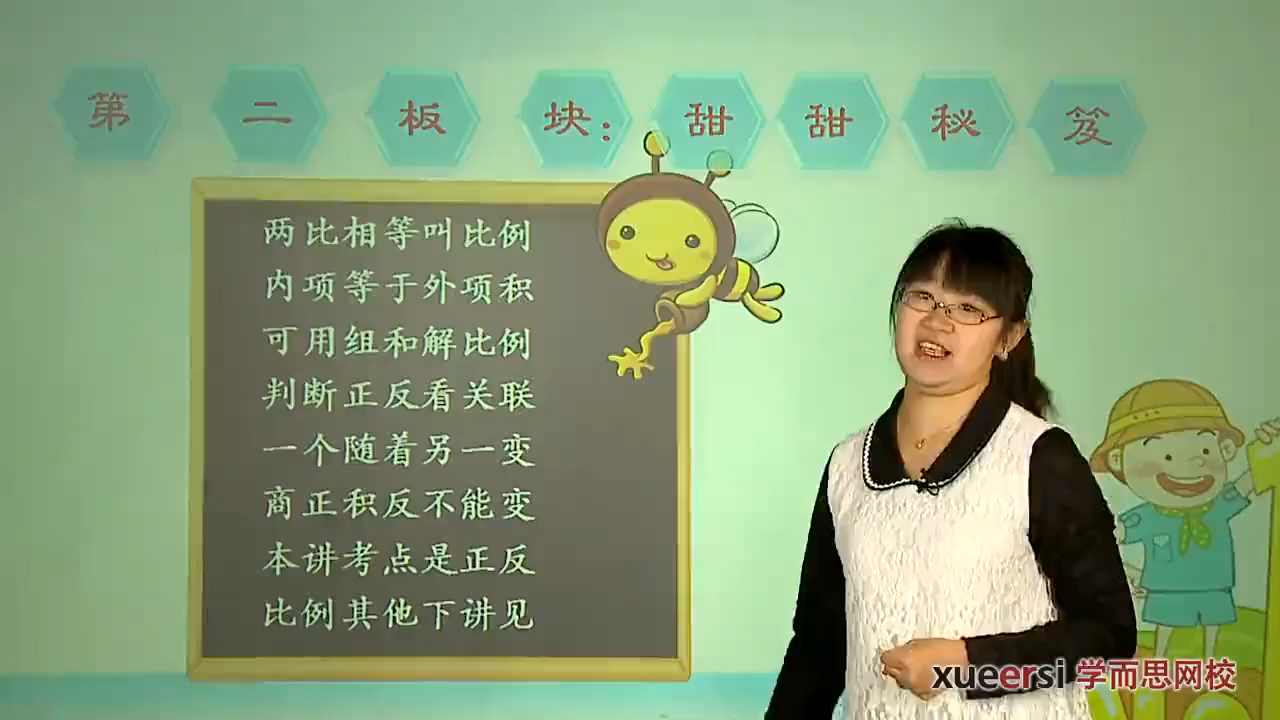 第二板块：甜甜秘笈
两比相等叫比例
内项等于外项积
可用组和解比例
判断正反看关联
一个随着另一变
商正积反不能变
本讲考点是正反
比例其他下讲见
xueersi 学而思网校